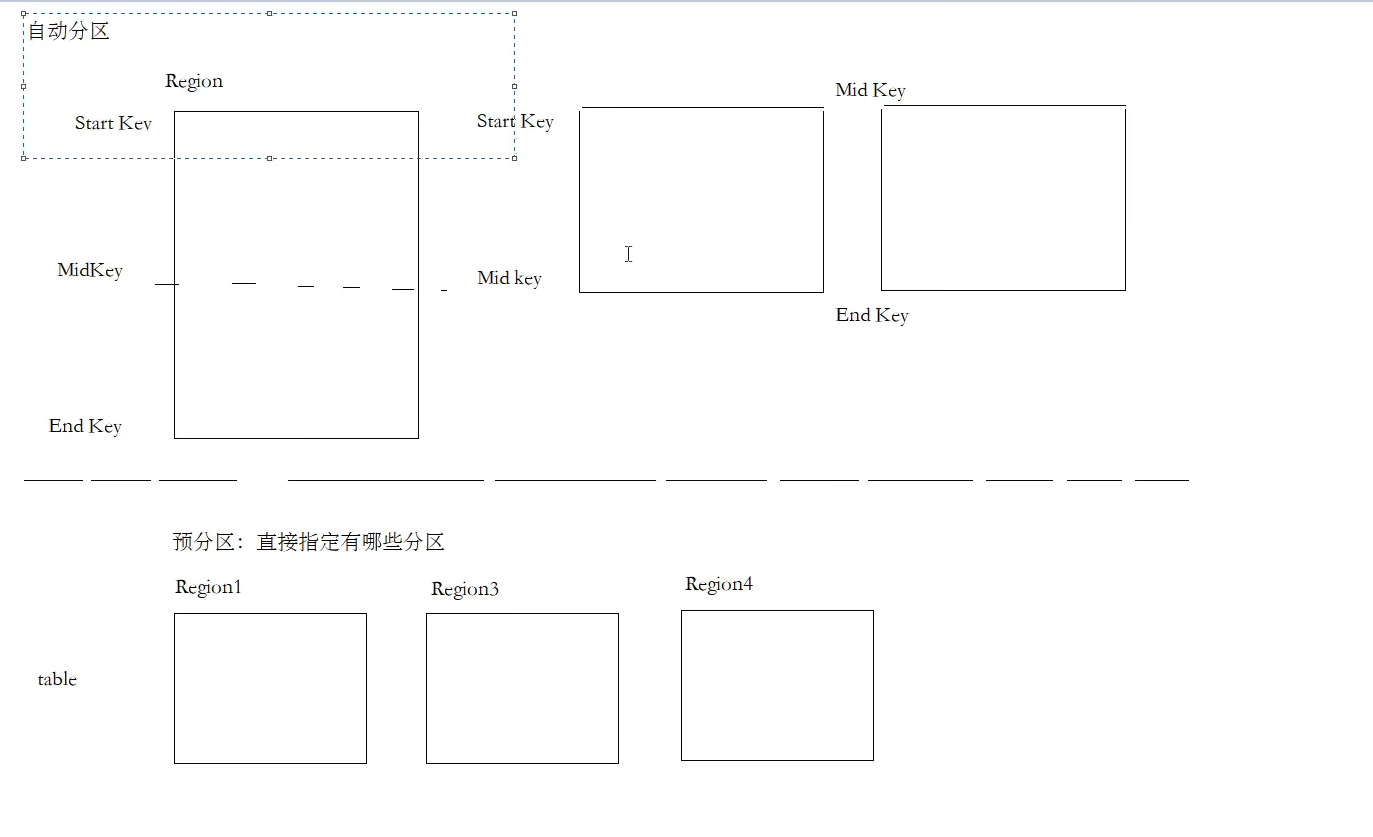 自动分区
Region
Start Key
MidKey
End Key
Start Key
Mid key
Mid Key
End Key
预分区：直接指定有哪些分区
Region1
Region3
Region4
table